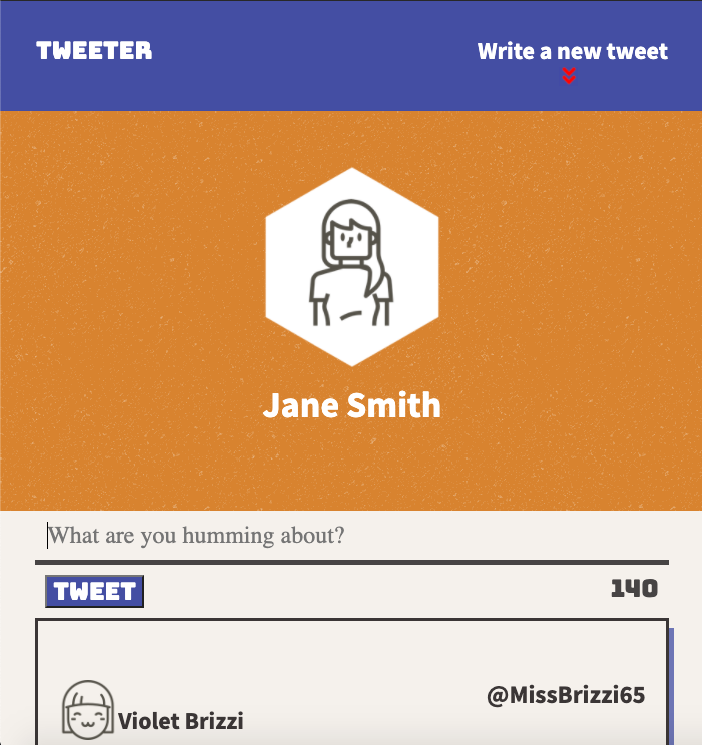 TWEETER
Write a new tweet
Jane Smith
What are you humming about?
TWEET
140
@MissBrizzi65
Violet Brizzi